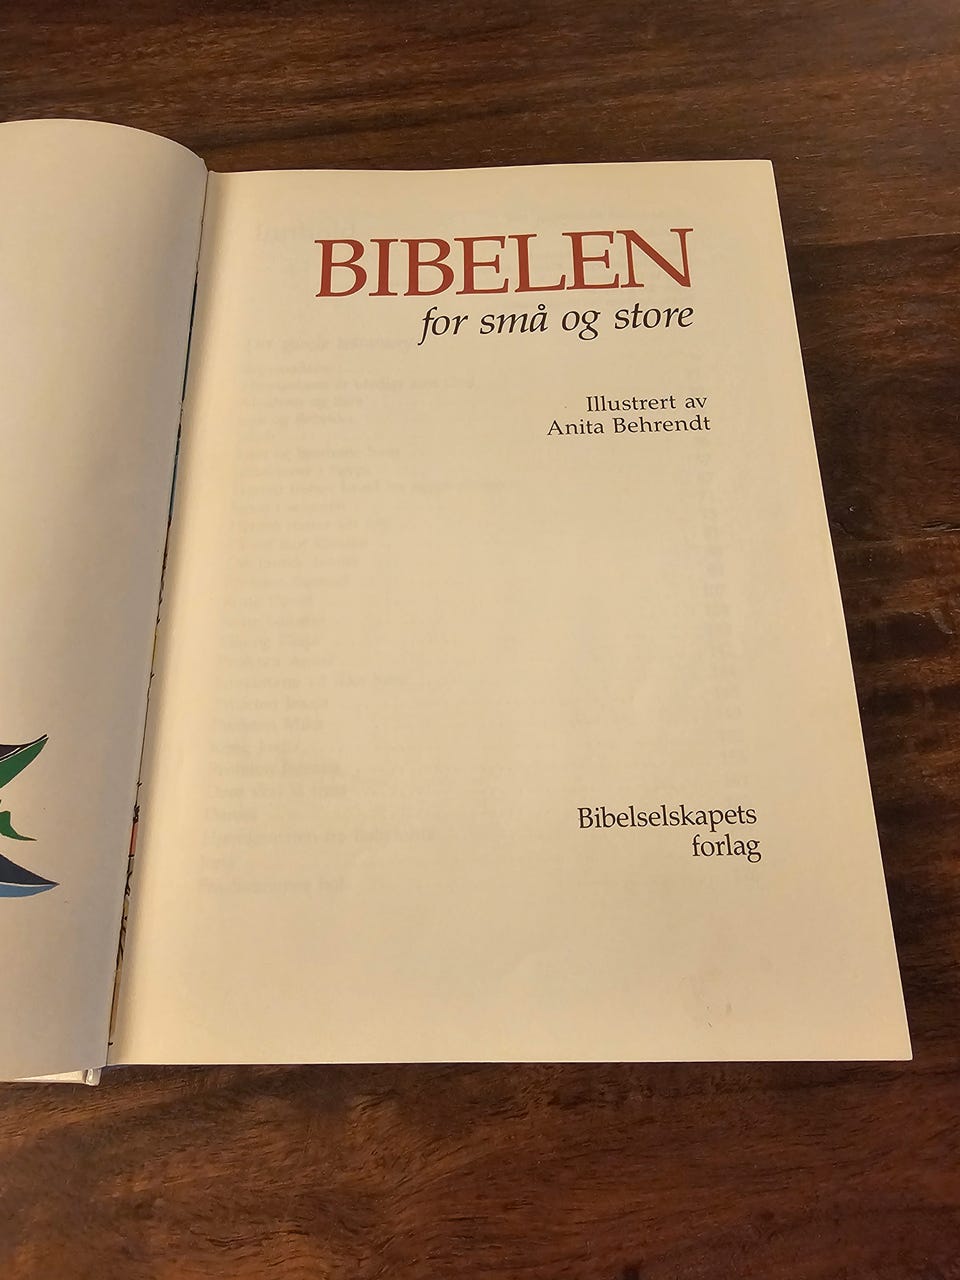 BIBELEN
for små og store
Illustrert av
Anita Behrendt
Bibelselskapets
forlag